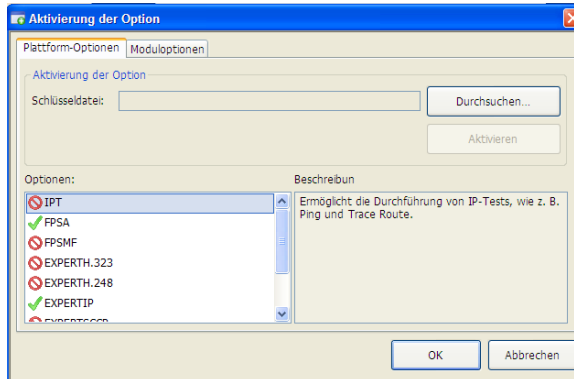 Aktivierung der Option
Plattform-Optionen Moduloptionen
Aktivierung der Option
Schlüsseldatei: Durchsuchen...
Aktivieren
Optionen: Beschreibun
IPT
FPSA
FPSMF
EXPERTH.323
EXPERTH.248
EXPERTIP
Ermöglicht die Durchführung von IP-Tests, wie z. B.
Ping und Trace Route.
OK Abbrechen